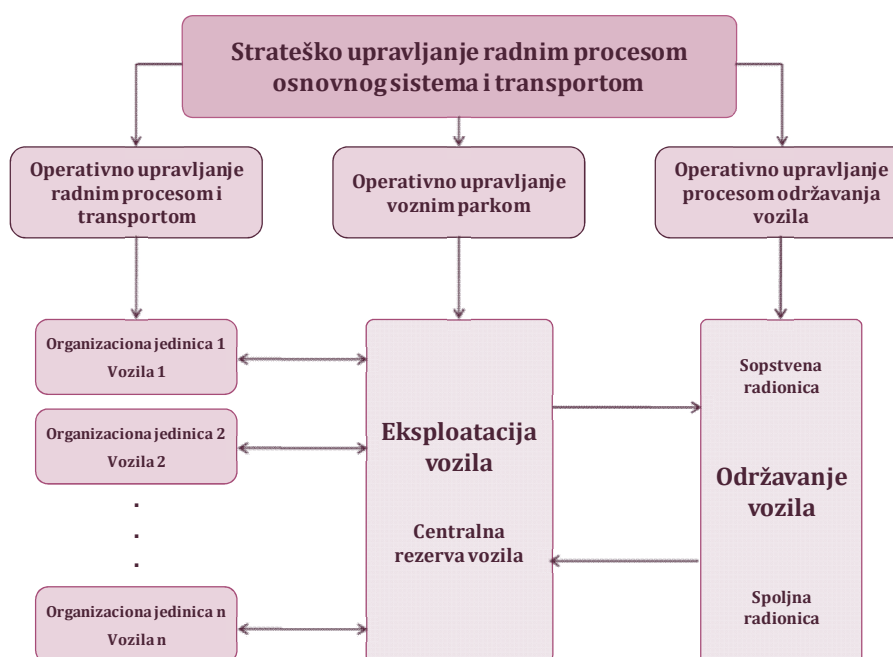 Strateško upravljanje radnim procesom
osnovnog sistema i transportom
Operativno upravljanje
radnim procesom i
transportom
Operativno upravljanje
voznim parkom
Operativno upravljanje
procesom održavanja
vozila
Organizaciona jedinica 1
Vozila 1
Organizaciona jedinica 2
Vozila 2
.
.
.
Organizaciona jedinica n
Vozila n
Eksploatacija
vozila
Centralna
rezerva vozila
Sopstvena
radionica
Održavanje
vozila
Spoljna
radionica